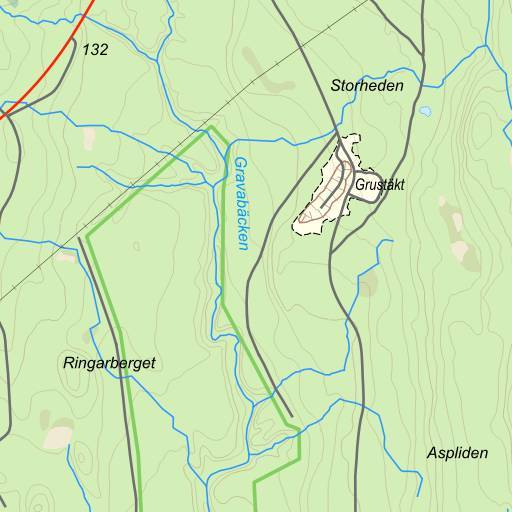 132
Storheden
Grustäkt
Gravabäcken
Ringarberget
Aspliden